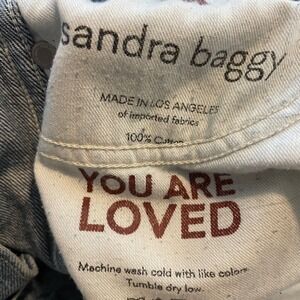 sandra baggy
MADE IN LOS ANGELES
of imported fabrics
100% Cotton
YOU ARE
LOVED
Machine wash cold with like colors
Tumble dry low.